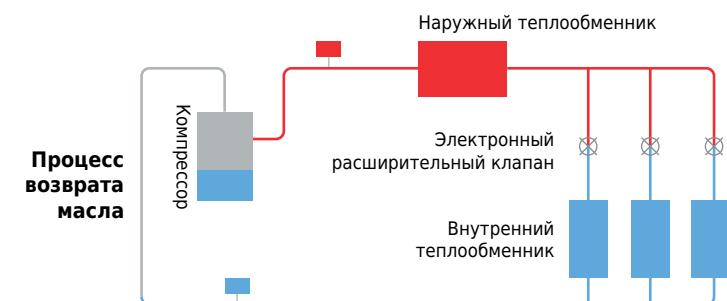 Наружный теплообменник
Компрессор
Электронный
расширительный клапан
Процесс
возврата
масла
Внутренний
теплообменник